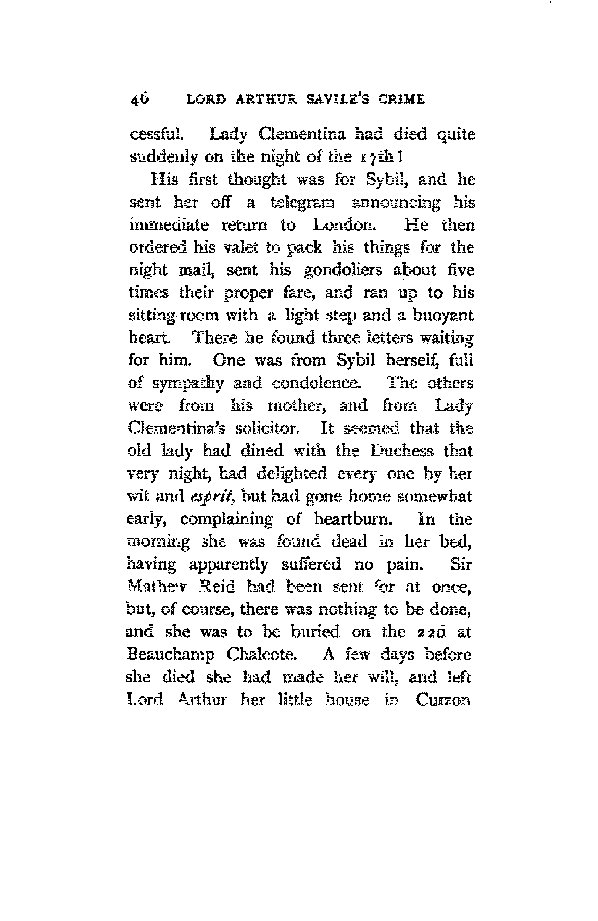 46 LORD ARTHUR SAVILE'S CRIME
cessful. Lady Clementina had died quite
suddenly on the night of the 17th!
His first thought was for Sybil, and he
sent her off a telegram announcing his
immediate return to London. He then
ordered his valet to pack his things for the
night mail, sent his gondoliers about five
times their proper fare, and ran up to his
sitting-room with a light step and a buoyant
heart. There he found three letters waiting
for him. One was from Sybil herself, full
of sympathy and condolence. The others
were from his mother, and from Lady
Clementina's solicitor. It seemed that the
old lady had dined with the Duchess that
very night, had delighted every one by her
wit and esprit, but had gone home somewhat
early, complaining of heartburn. In the
morning she was found dead in her bed,
having apparently suffered no pain. Sir
Mathew Reid had been sent for at once,
but, of course, there was nothing to be done,
and she was to be buried on the 22d at
Beauchamp Chalcote. A few days before
she died she had made her will, and left
Lord Arthur her little house in Curzon